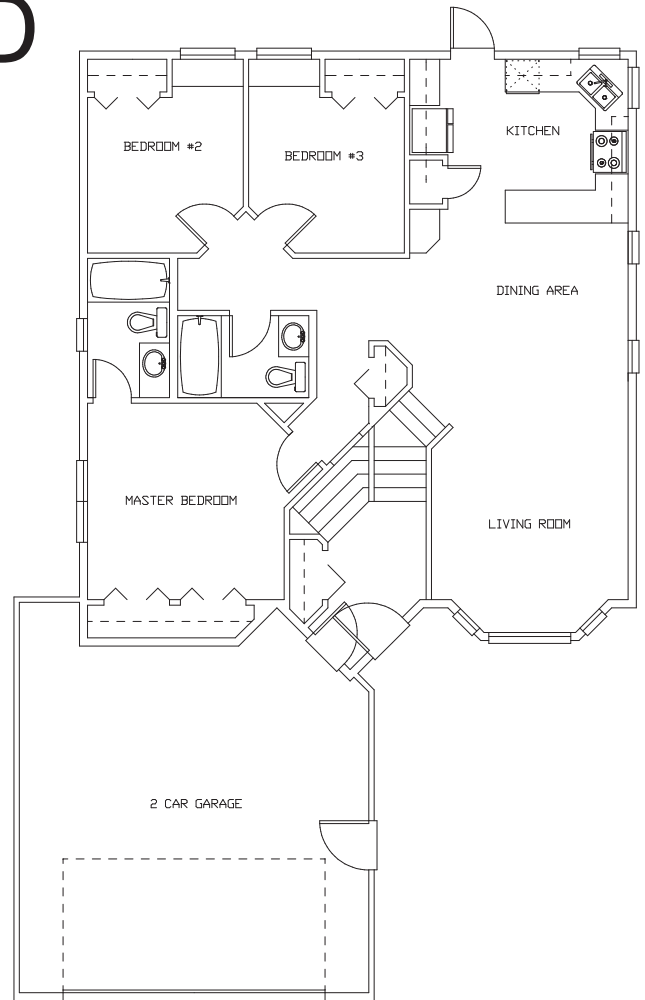 D
BEDROOM #2
BEDROOM #3
KITCHEN
DINING AREA
MASTER BEDROOM
LIVING ROOM
2 CAR GARAGE